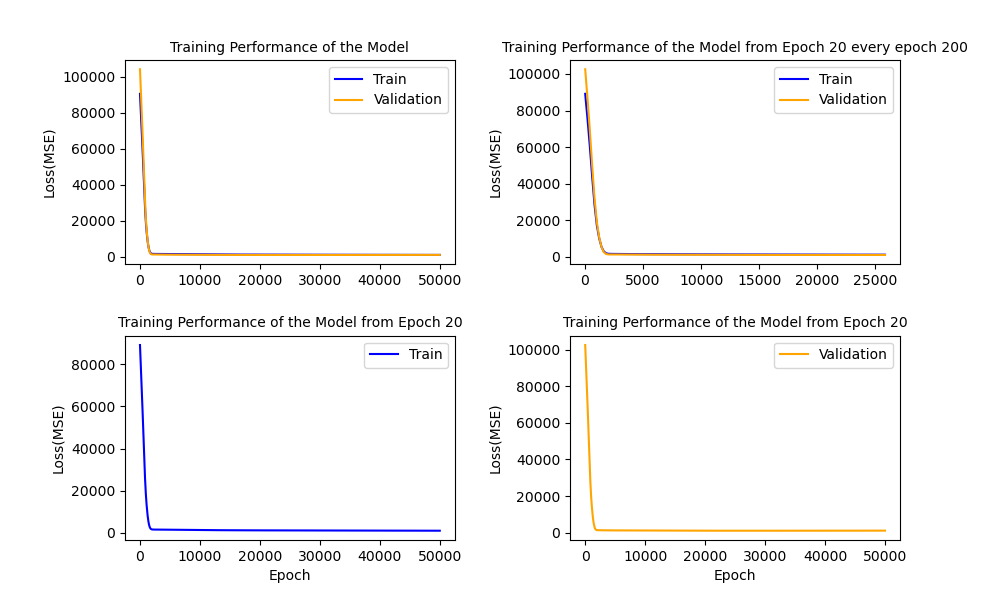 Training Performance of the Model
Loss(MSE)
100000
80000
60000
40000
20000
0
0 10000 20000 30000 40000 50000
Train
Validation
Training Performance of the Model from Epoch 20 every epoch 200
Loss(MSE)
100000
80000
60000
40000
20000
0
0 5000 10000 15000 20000 25000
Train
Validation
Training Performance of the Model from Epoch 20
Loss(MSE)
80000
60000
40000
20000
0
0 10000 20000 30000 40000 50000
Epoch
Train
Training Performance of the Model from Epoch 20
Loss(MSE)
100000
80000
60000
40000
20000
0
0 10000 20000 30000 40000 50000
Epoch
Validation